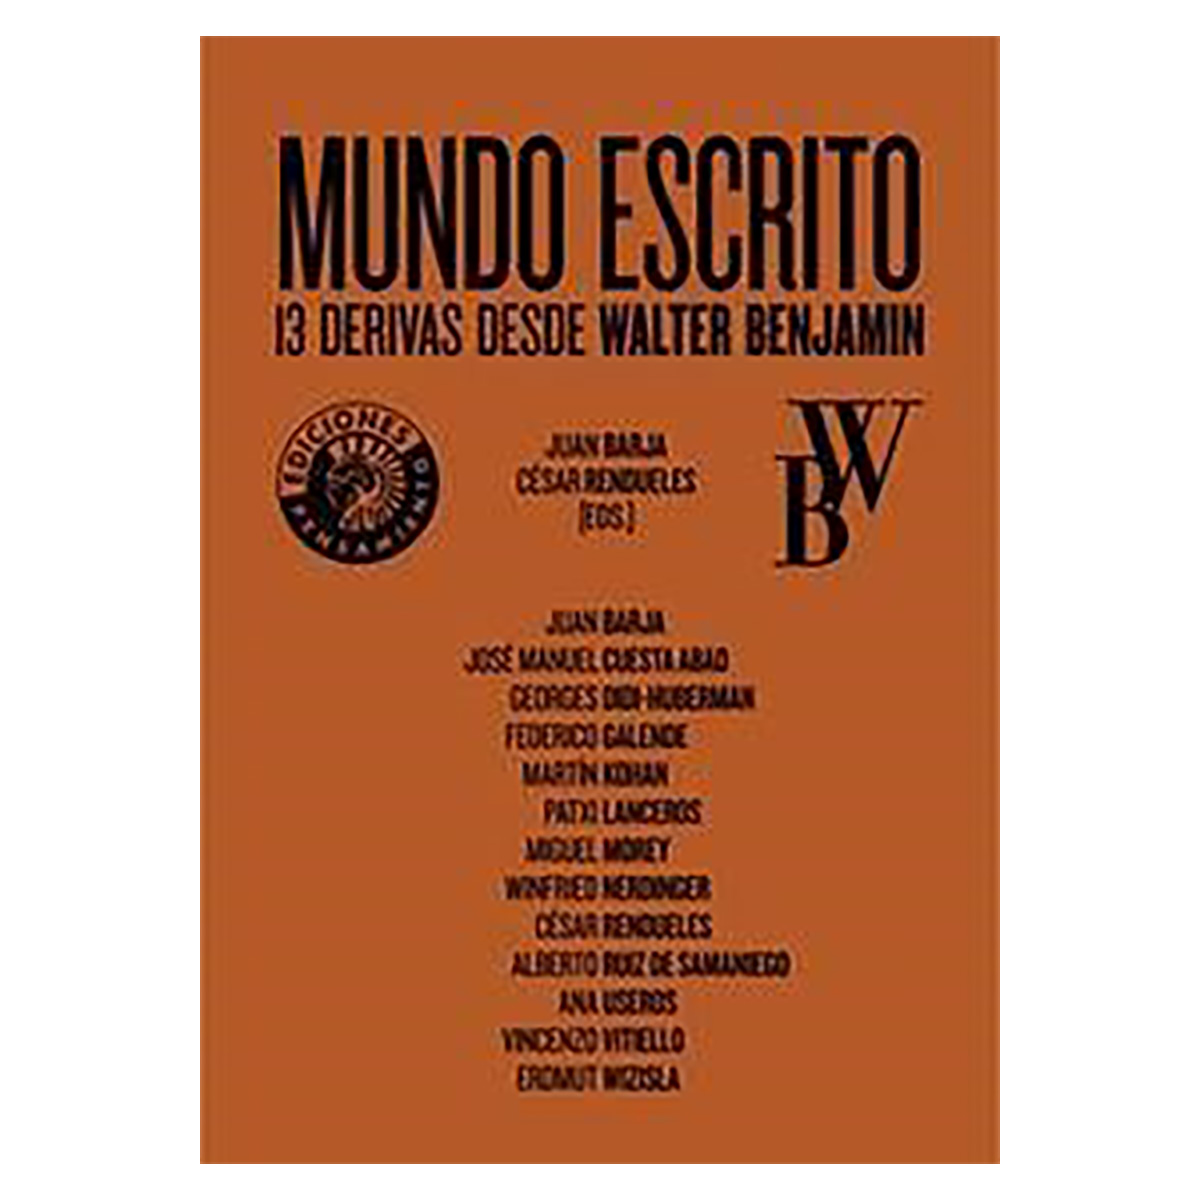 MUNDO ESCRITO
13 DERIVAS DESDE WALTER BENJAMIN
EDICIONES
PENSAMIENTO
JUAN BARJA
CÉSAR RENDUELES
[EDS.]
BW
JUAN BARJA
JOSÉ MANUEL CUESTA ABAD
GEORGES DIDI-HUBERMAN
FEDERICO GALENDE
MARTÍN KOHAN
PATXI LANCEROS
MIGUEL MOREY
WINFRIED NERDINGER
CÉSAR RENDUELES
ALBERTO RUIZ DE SAMANIEGO
ANA USEROS
VINCENZO VITIELLO
ERDMUT WIZISLA